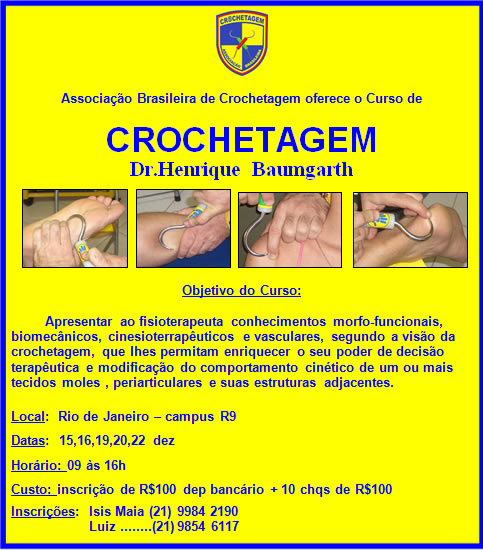 CROCHETAGEM
Associação Brasileira de Crochetagem oferece o Curso de
CROCHETAGEM
Dr.Henrique Baumgarth
Objetivo do Curso:
Apresentar ao fisioterapeuta conhecimentos morfo-funcionais,
biomecânicos, cinesioterrapêuticos e vasculares, segundo a visão da
crochetagem, que lhes permitam enriquecer o seu poder de decisão
terapêutica e modificação do comportamento cinético de um ou mais
tecidos moles , periarticulares e suas estruturas adjacentes.
Local: Rio de Janeiro – campus R9
Datas: 15,16,19,20,22 dez
Horário: 09 às 16h
Custo: inscrição de R$100 dep bancário + 10 chqs de R$100
Inscrições: Isis Maia (21) 9984 2190
Luiz ........(21) 9854 6117